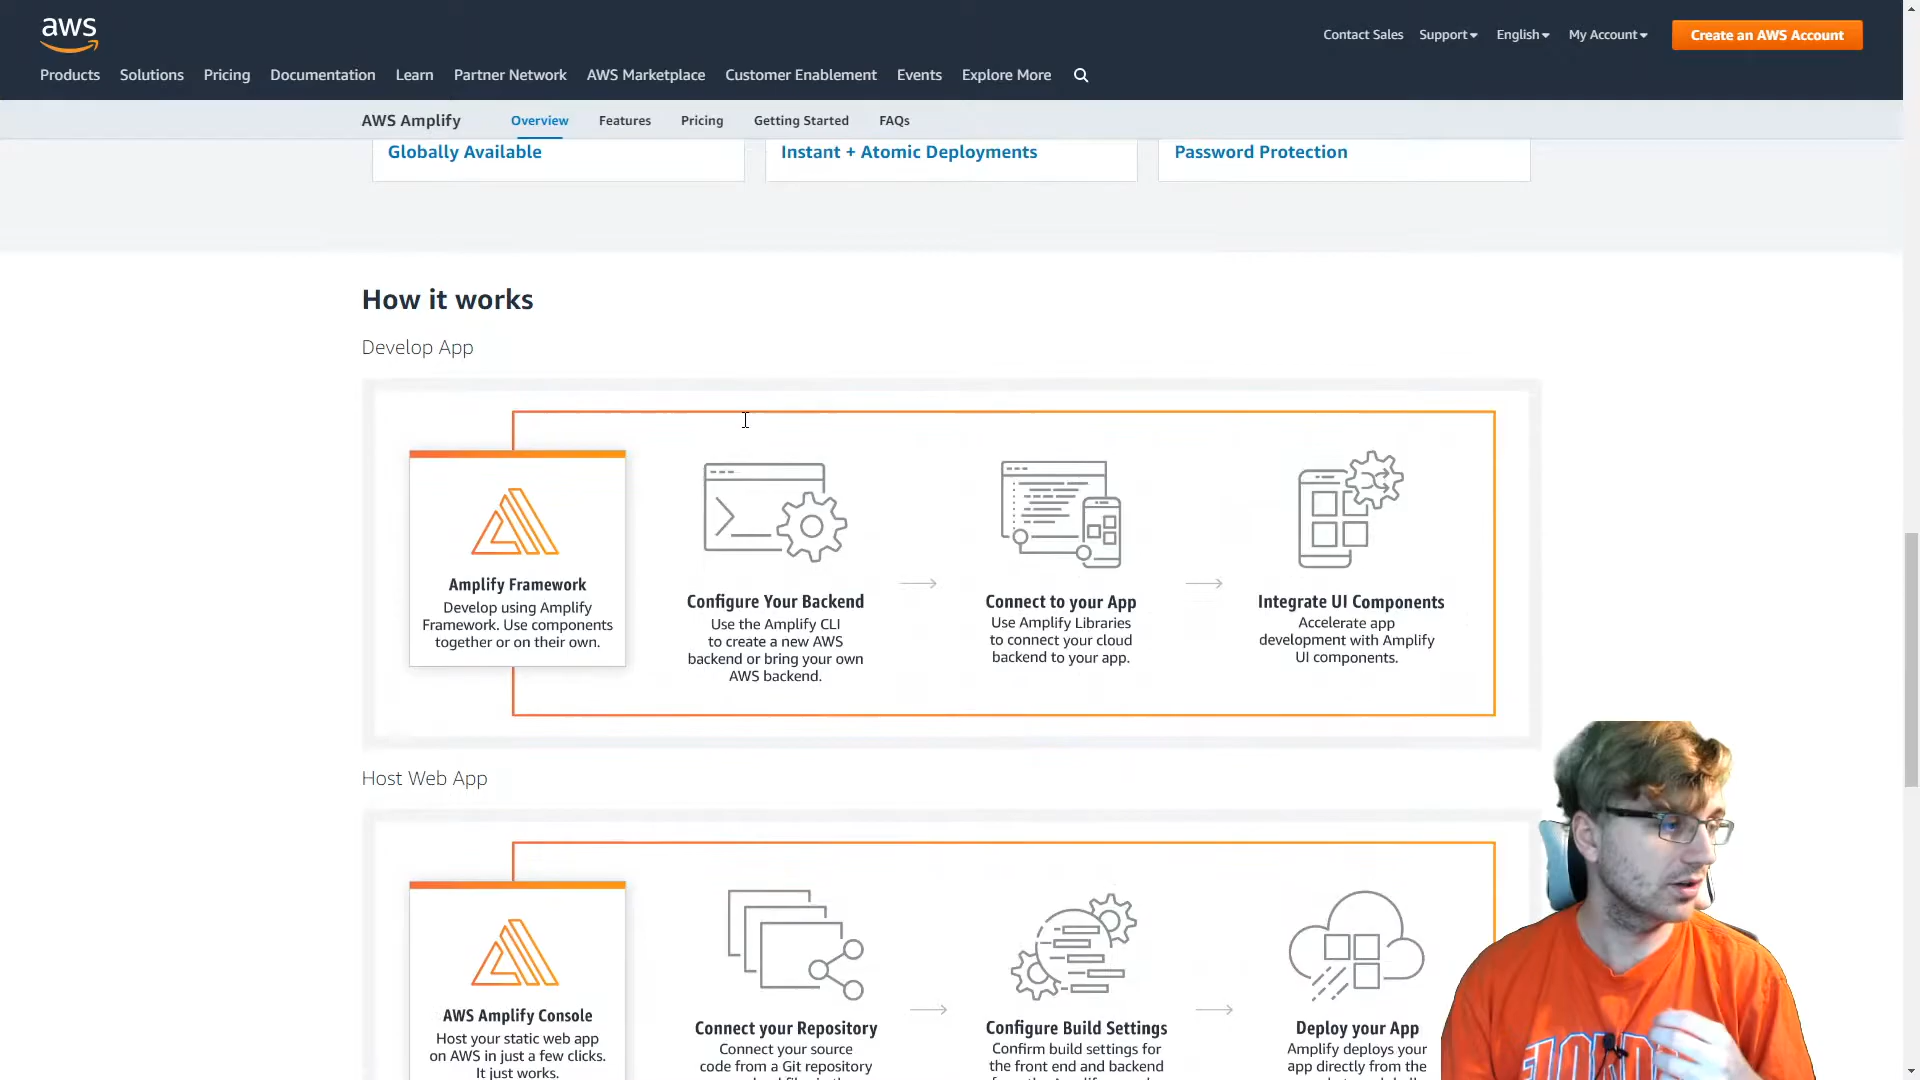 aws
Contact Sales Support English My Account Create an AWS Account
Products Solutions Pricing Documentation Learn Partner Network AWS Marketplace Customer Enablement Events Explore More
AWS Amplify Overview Features Pricing Getting Started FAQs
Globally Available Instant + Atomic Deployments Password Protection
How it works
Develop App
Amplify Framework
Develop using Amplify
Framework. Use components
together or on their own.
Configure Your Backend
Use the Amplify CLI
to create a new AWS
backend or bring your own
AWS backend.
Connect to your App
Use Amplify Libraries
to connect your cloud
backend to your app.
Integrate UI Components
Accelerate app
development with Amplify
UI components.
Host Web App
AWS Amplify Console
Host your static web app
on AWS in just a few clicks.
It just works.
Connect your Repository
Connect your source
code from a Git repository
Configure Build Settings
Confirm build settings for
the front end and backend
Deploy your App
Amplify deploys your
app directly from the